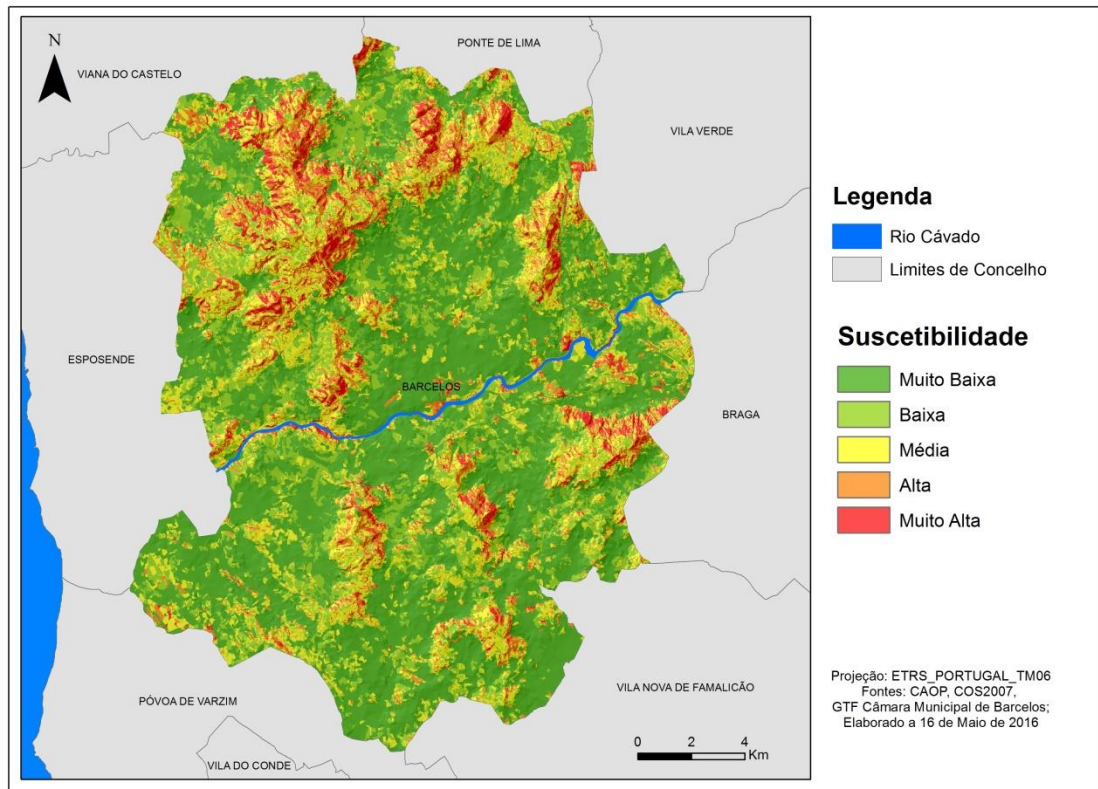 N
PONTE DE LIMA
VIANA DO CASTELO
VILA VERDE
ESPOSENDE
BARCELOS
BRAGA
PÓVOA DE VARZIM
VILA NOVA DE FAMALICÃO
VILA DO CONDE
0 2 4
Km
Legenda
Rio Cávado
Limites de Concelho
Suscetibilidade
Muito Baixa
Baixa
Média
Alta
Muito Alta
Projeção: ETRS_PORTUGAL_TM06
Fontes: CAOP, COS2007,
GTF Câmara Municipal de Barcelos;
Elaborado a 16 de Maio de 2016